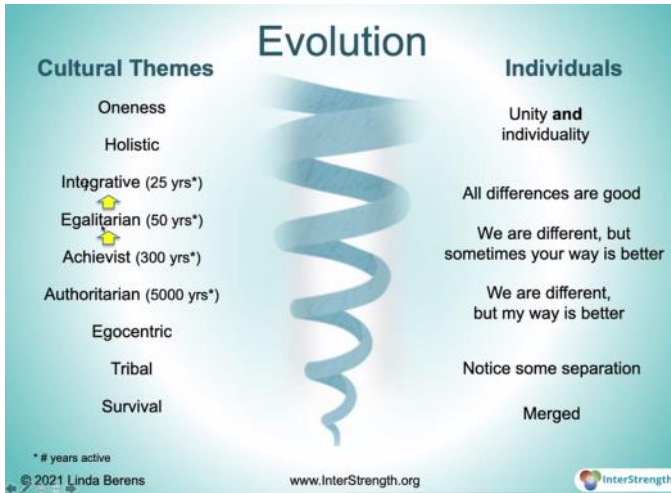 Evolution
Cultural Themes
Oneness
Holistic
Integrative (25 yrs*)
Egalitarian (50 yrs*)
Achievist (300 yrs*)
Authoritarian (5000 yrs*)
Egocentric
Tribal
Survival
* # years active
© 2021 Linda Berens
Individuals
Unity and
individuality
All differences are good
We are different, but
sometimes your way is better
We are different,
but my way is better
Notice some separation
Merged
www.InterStrength.org
InterStrength